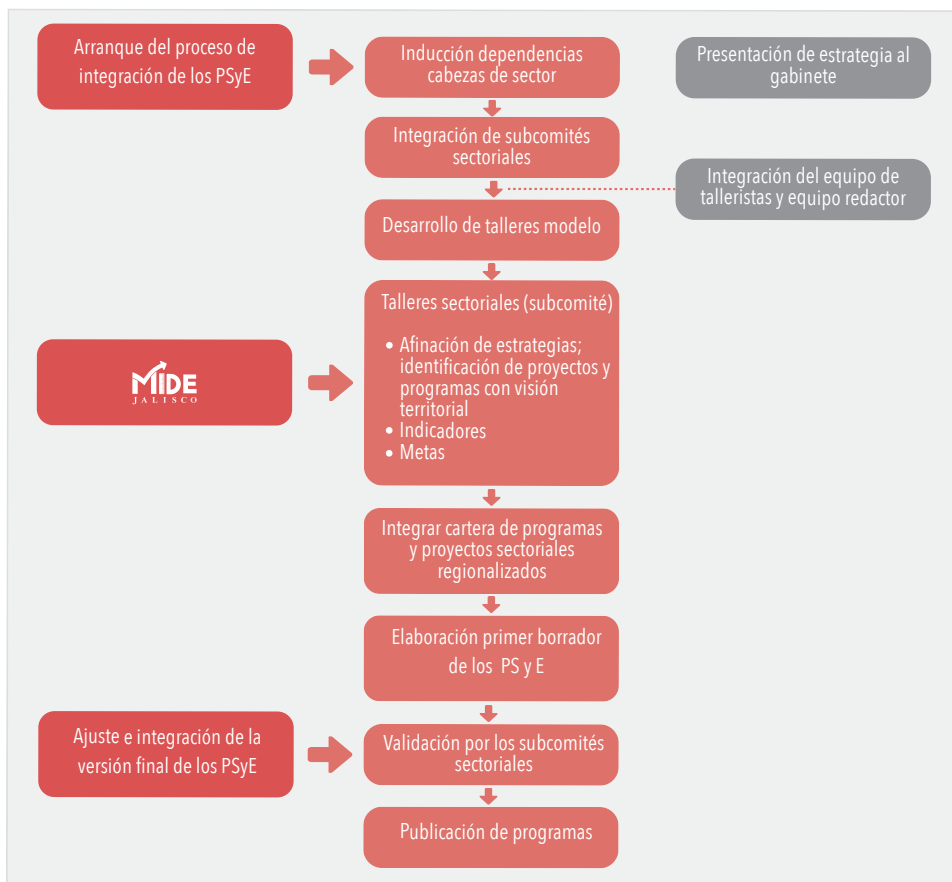 Arranque del proceso de
integración de los PSyE
Inducción dependencias
cabezas de sector
Presentación de estrategia al
gabinete
Integración de subcomités
sectoriales
Integración del equipo de
talleristas y equipo redactor
Desarrollo de talleres modelo
Talleres sectoriales (subcomité)
• Afinación de estrategias;
identificación de proyectos y
programas con visión
territorial
• Indicadores
• Metas
MIDE
JALISCO
Integrar cartera de programas
y proyectos sectoriales
regionalizados
Elaboración primer borrador
de los PS y E
Ajuste e integración de la
versión final de los PSyE
Validación por los subcomités
sectoriales
Publicación de programas